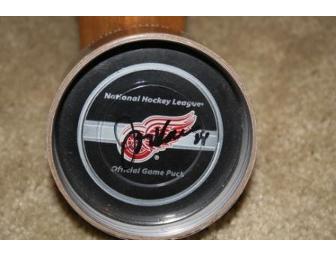 National Hockey League
®
Official Game Puck